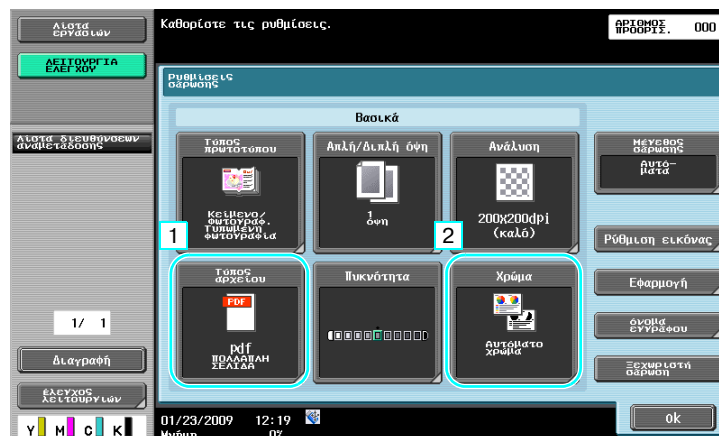 Λίστα
εργασιών
Καθορίστε τις ρυθμίσεις.
ΑΡΙΘΜΟΣ
ΠΡΟΟΡΙΣ.
000
ΛΕΙΤΟΥΡΓΙΑ
ΕΛΕΓΧΟΥ
Ρυθμίσεις
σάρωσης
Βασικά
Λίστα διευθύνσεων
αναμετάδοσης
Τύπος
πρωτοτύπου
Απλή/Διπλή όψη
Ανάλυση
Μέγεθος
σάρωσης
Αυτό-
ματα
Κείμενο/
φωτογραφ.
Τυπωμένη
φωτογραφία
1
όψη
200x200dpi
(καλό)
1
2
Ρύθμιση εικόνας
Τύπος
αρχείου
Πυκνότητα
Χρώμα
Εφαρμογή
PDF
pdf
ΠΟΛΛΑΠΛΗ
ΣΕΛΙΔΑ
Αυτόματο
χρώμα
όνομα
εγγράφου
1/ 1
Διαγραφή
Ξεχωριστή
σάρωση
έλεγχος
λειτουργιών
ok
01/23/2009 12:19
Y M C K
Μνήμη 0%